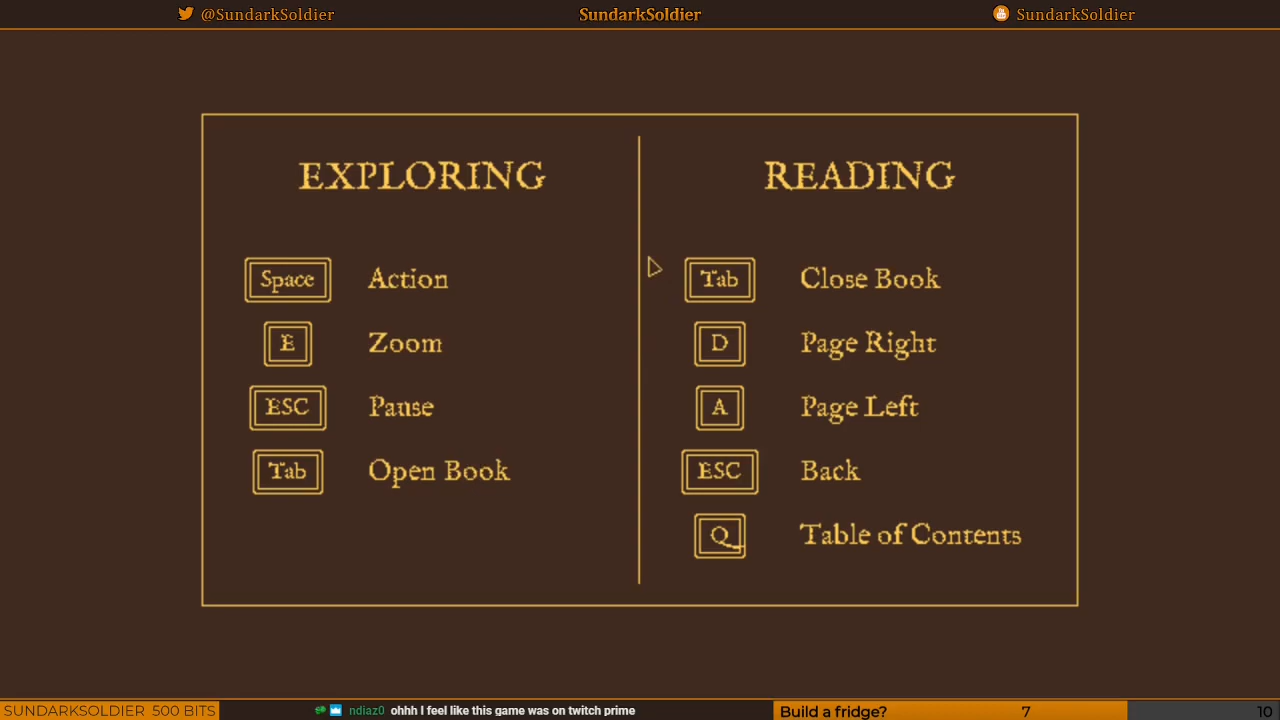 @SundarkSoldier
SundarkSoldier
SundarkSoldier
EXPLORING
Space Action
E Zoom
ESC Pause
Tab Open Book
READING
Tab Close Book
D Page Right
A Page Left
ESC Back
Q Table of Contents
SUNDARKSOLDIER 500 BITS
ndiaz0 ohhh I feel like this game was on twitch prime
Build a fridge? 7 10